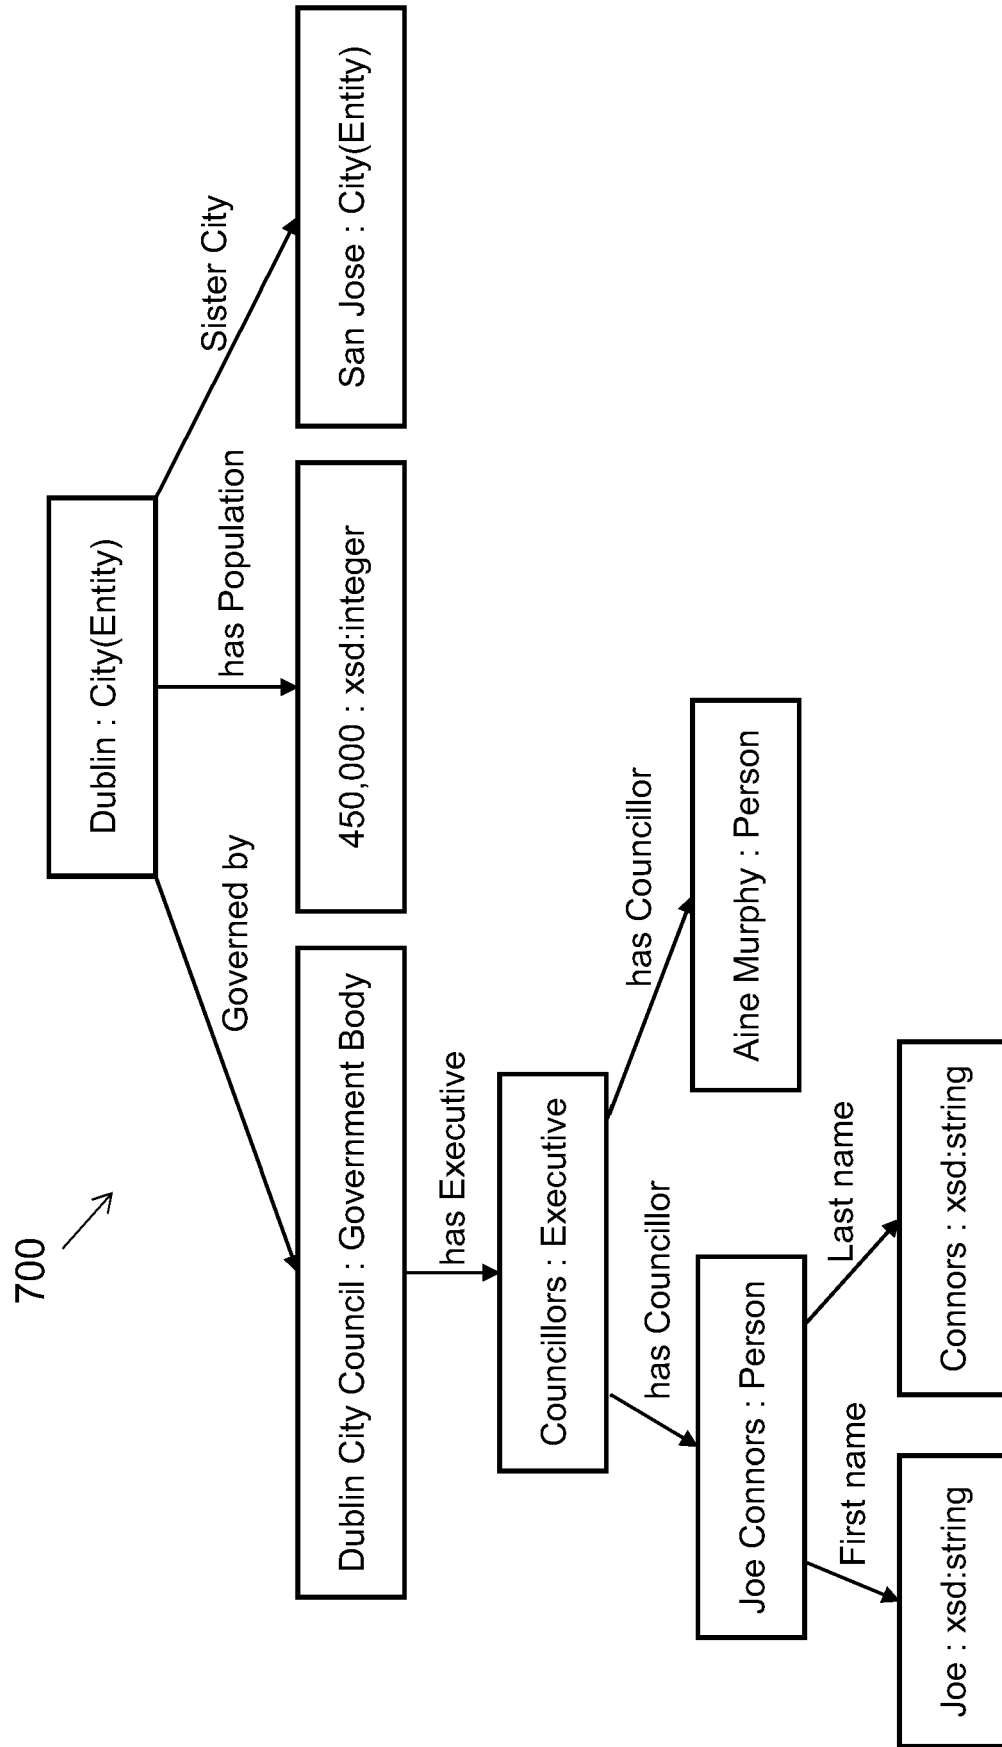 700
Dublin : City(Entity)
Governed by
has Population
Sister City
Dublin City Council : Government Body
450,000 : xsd:integer
San Jose : City(Entity)
has Executive
Councillors : Executive
has Councillor
has Councillor
Joe Connors : Person
Aine Murphy : Person
First name
Last name
Joe : xsd:string
Connors : xsd:string